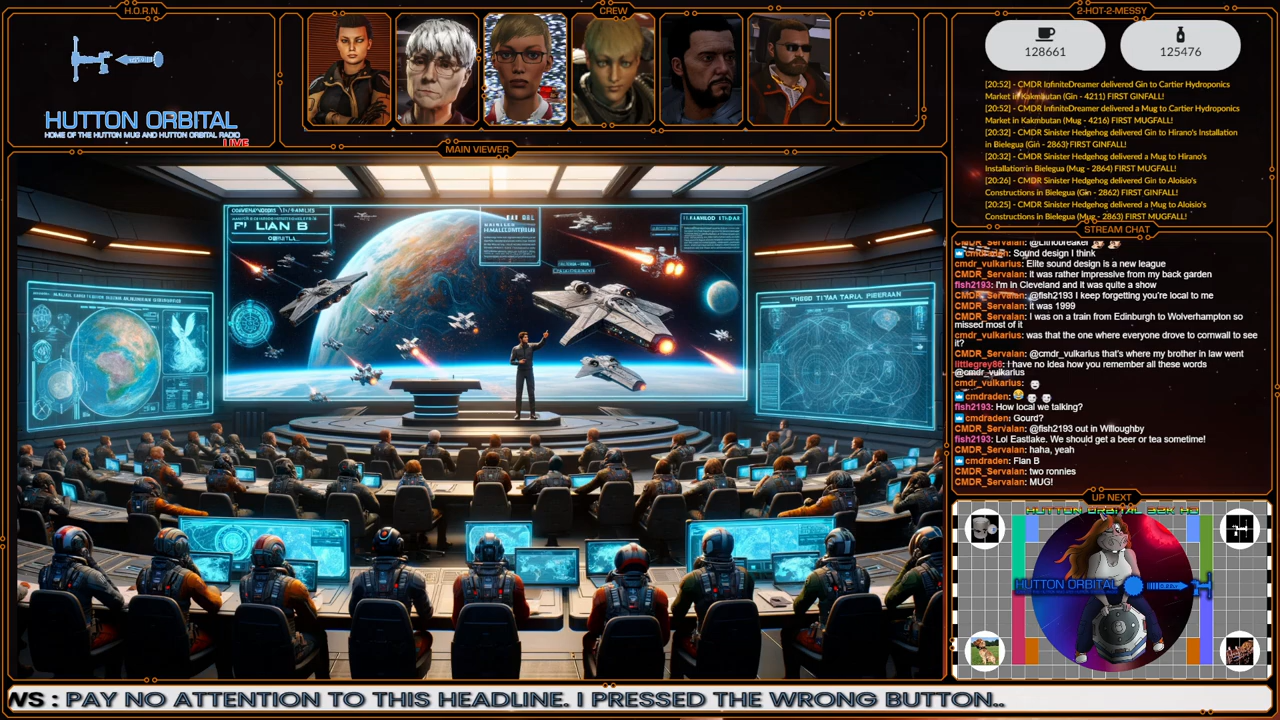 H.O.R.N.
HUTTON ORBITAL
HOME OF THE HUTTON MUG AND HUTTON ORBITAL RADIO
LIVE
CREW
MAIN VIEWER
F' LIAN B
2-HOT-2-MESSY
128661
125476
[20:52] - CMDR InfiniteDreamer delivered Gin to Cartier Hydroponics
Market in Kakmbutan (Gin - 4211) FIRST GINFALL!
[20:52] - CMDR InfiniteDreamer delivered a Mug to Cartier Hydroponics
Market in Kakmbutan (Mug - 4216) FIRST MUGFALL!
[20:32] - CMDR Sinister Hedgehog delivered Gin to Hirano's Installation
in Bielegua (Gin - 2863) FIRST GINFALL!
[20:32] - CMDR Sinister Hedgehog delivered a Mug to Hirano's
Installation in Bielegua (Mug - 2864) FIRST MUGFALL!
[20:26] - CMDR Sinister Hedgehog delivered Gin to Aloisio's
Constructions in Bielegua (Gin - 2862) FIRST GINFALL!
[20:25] - CMDR Sinister Hedgehog delivered a Mug to Aloisio's
Constructions in Bielegua (Mug - 2863) FIRST MUGFALL!
STREAM CHAT
CMDR_Servalan: @Lithobreaker
cmdraden: Sound design I think
cmdr_vulkarius: Elite sound design is a new league
CMDR_Servalan: it was rather impressive from my back garden
fish2193: I'm in Cleveland and it was quite a show
CMDR_Servalan: @fish2193 I keep forgetting you're local to me
CMDR_Servalan: it was 1999
CMDR_Servalan: I was on a train from Edinburgh to Wolverhampton so
missed most of it
cmdr_vulkarius: was that the one where everyone drove to cornwall to see
it?
CMDR_Servalan: @cmdr_vulkarius that's where my brother in law went
littlegrey86: I have no idea how you remember all these words
@cmdr_vulkarius
cmdr_vulkarius:
cmdraden:
fish2193: How local we talking?
cmdraden: Gourd?
CMDR_Servalan: @fish2193 out in Willoughby
fish2193: Lol Eastlake. We should get a beer or tea sometime!
CMDR_Servalan: haha, yeah
cmdraden: Flan B
CMDR_Servalan: two ronnies
CMDR_Servalan: MUG!
UP NEXT
HUTTON ORBITAL
WS : PAY NO ATTENTION TO THIS HEADLINE. I PRESSED THE WRONG BUTTON..